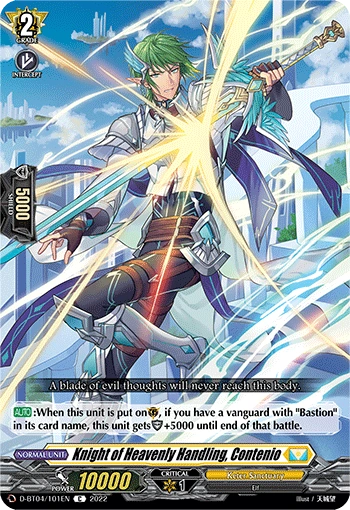 2
GRADE
INTERCEPT
5000
SHIELD
A blade of evil thoughts will never reach this body.
AUTO:When this unit is put on G, if you have a vanguard with "Bastion"
in its card name, this unit gets +5000 until end of that battle.
NORMAL UNIT
Knight of Heavenly Handling, Contenio
POWER
10000
CRITICAL
1
Keter Sanctuary
Elf
D-BT04/101EN C 2022
Illust / 天城望